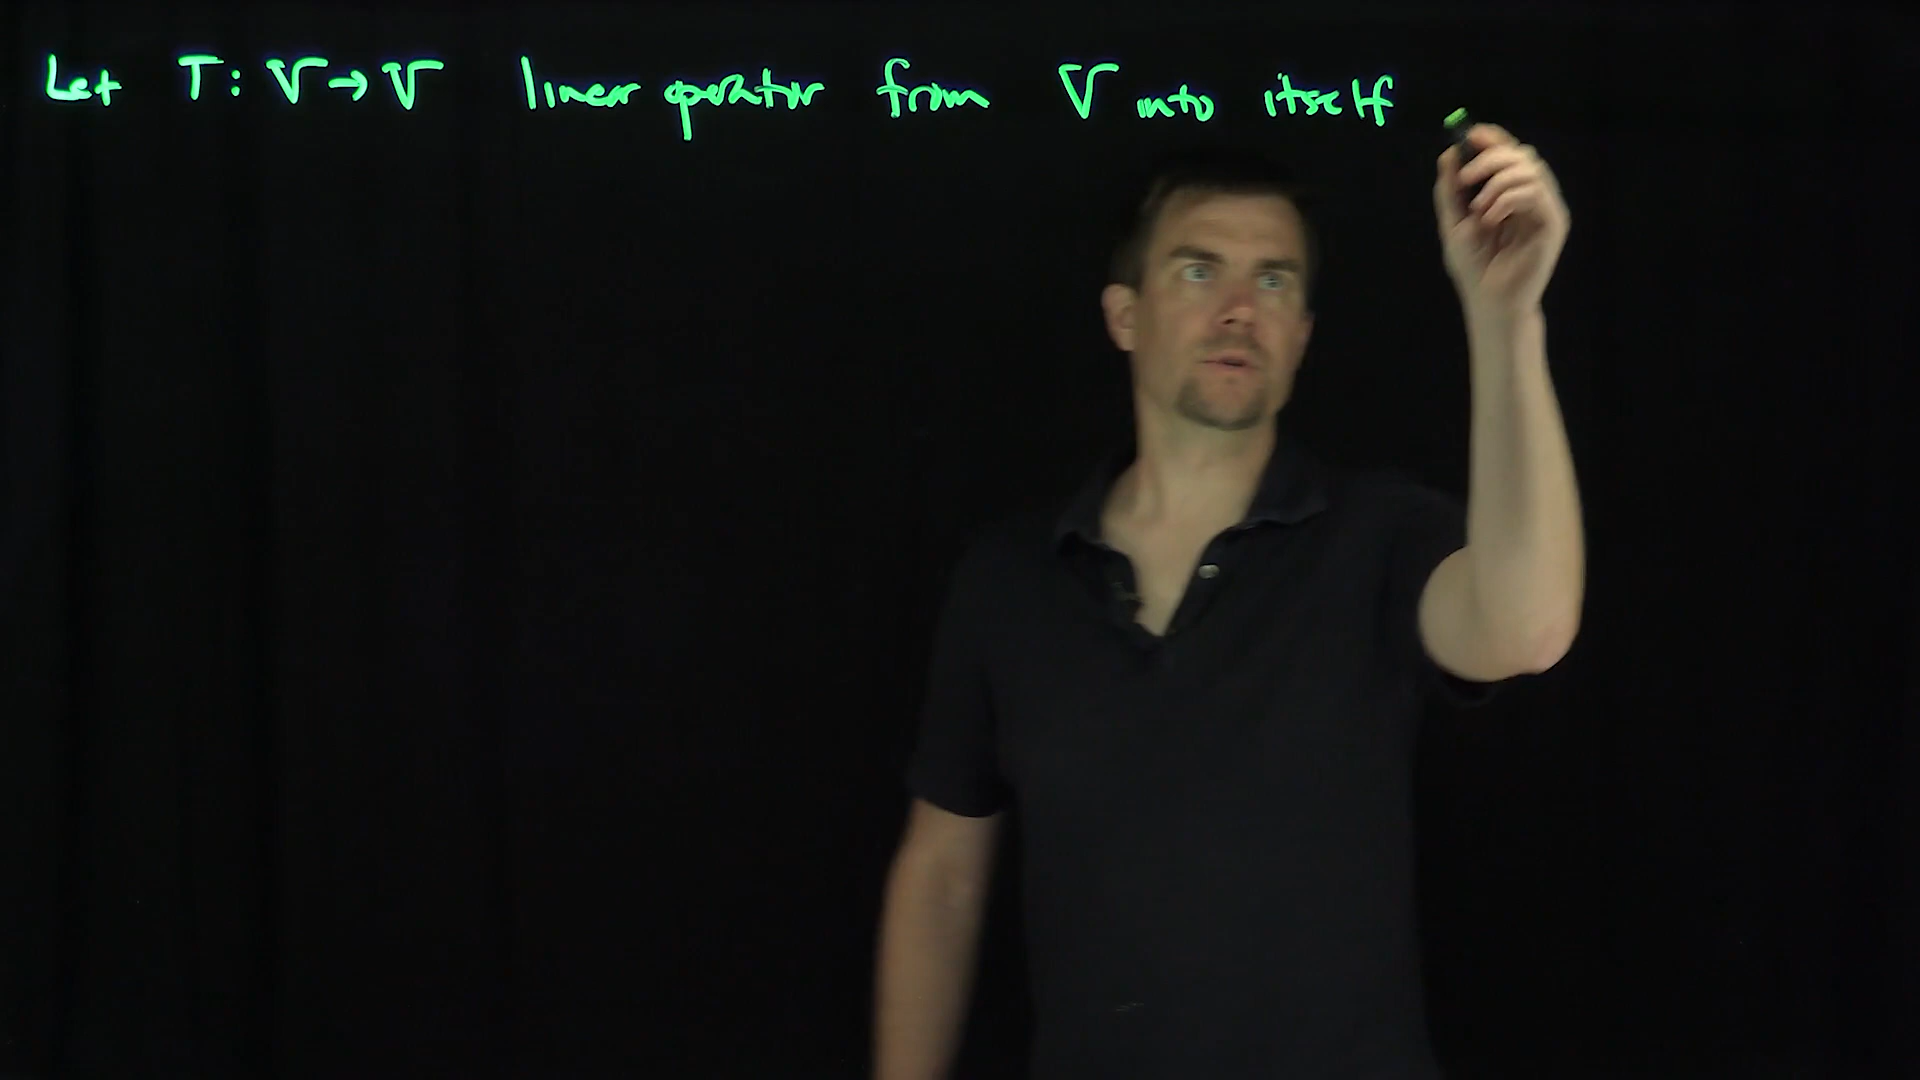 Let T: V → V linear operator from V into itself